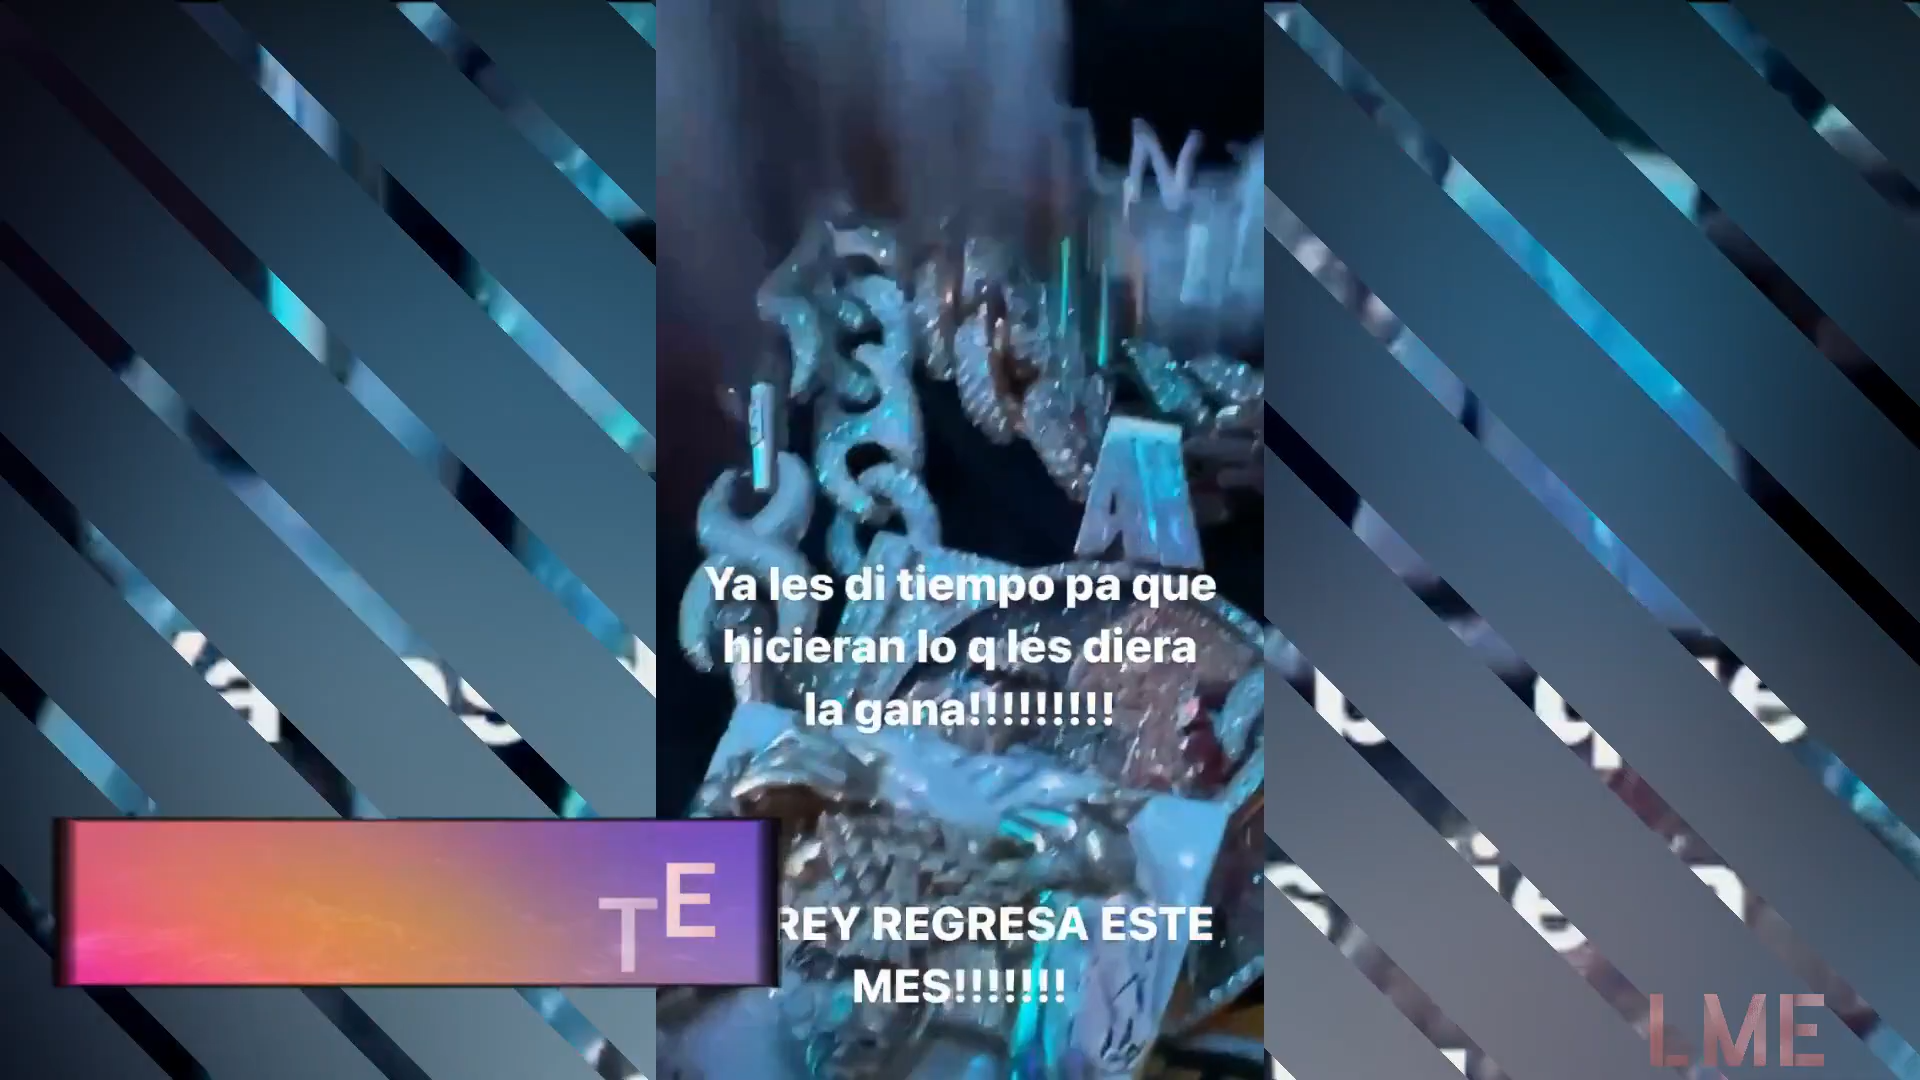 Ya les di tiempo pa que
hicieran lo q les diera
la gana!!!!!!!!!
REY REGRESA ESTE
MES!!!!!!!
TE
LME